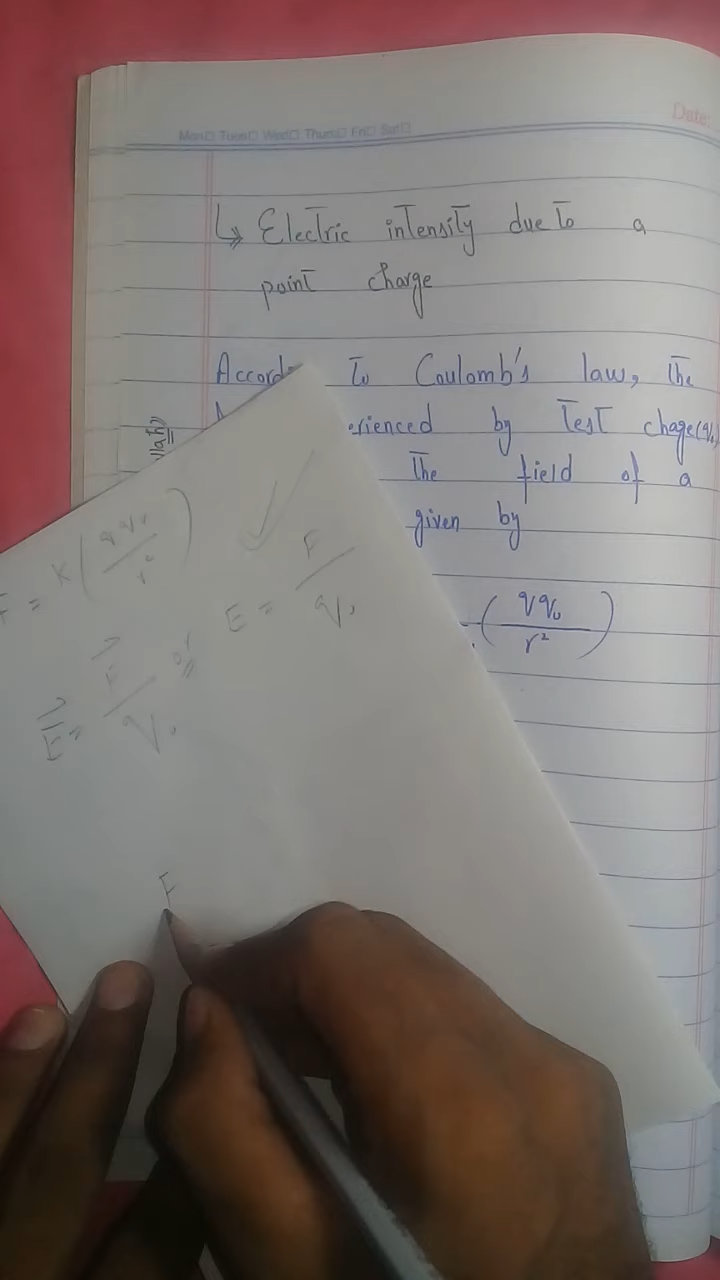 Mon Tues Wed Thurs Fri Sat
Date:
↳ Electric intensity due to a
point charge
Accord To Coulomb's law, The
erienced by Test chage(q₀)
The field of a
given by
(qq₀/r²)
F = K(qq₀/r²)
E = F/q₀
E⃗ = F⃗/q₀ or
F